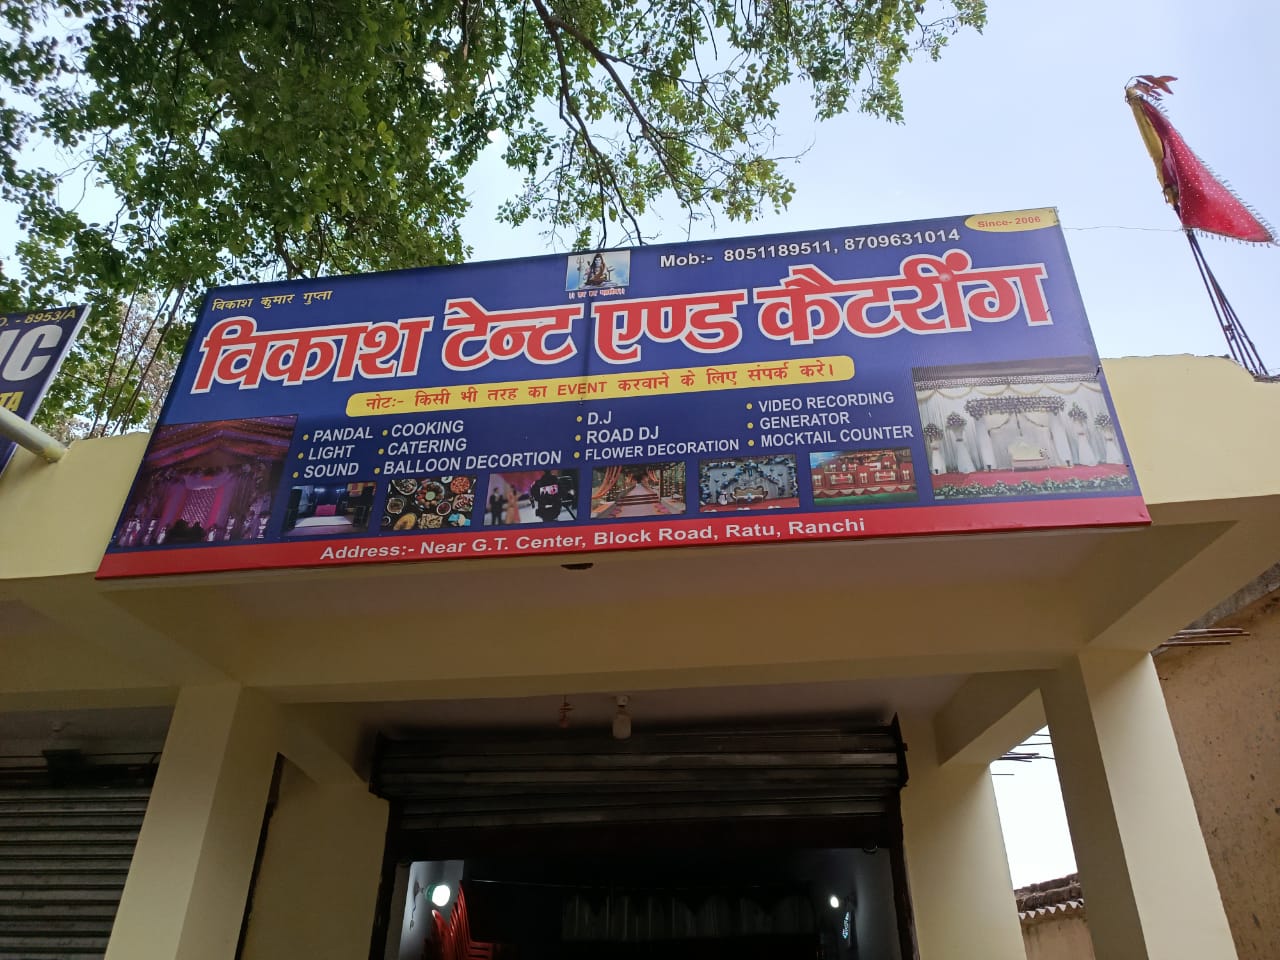 विकाश कुमार गुप्ता
Mob:- 8051189511, 8709631014
Since- 2006
विकाश टेन्ट एण्ड कैटरींग
नोट:- किसी भी तरह का EVENT करवाने के लिए संपर्क करे।
• PANDAL
• LIGHT
• SOUND
• COOKING
• CATERING
• BALLOON DECORTION
• D.J
• ROAD DJ
• FLOWER DECORATION
• VIDEO RECORDING
• GENERATOR
• MOCKTAIL COUNTER
Address:- Near G.T. Center, Block Road, Ratu, Ranchi
8953/A